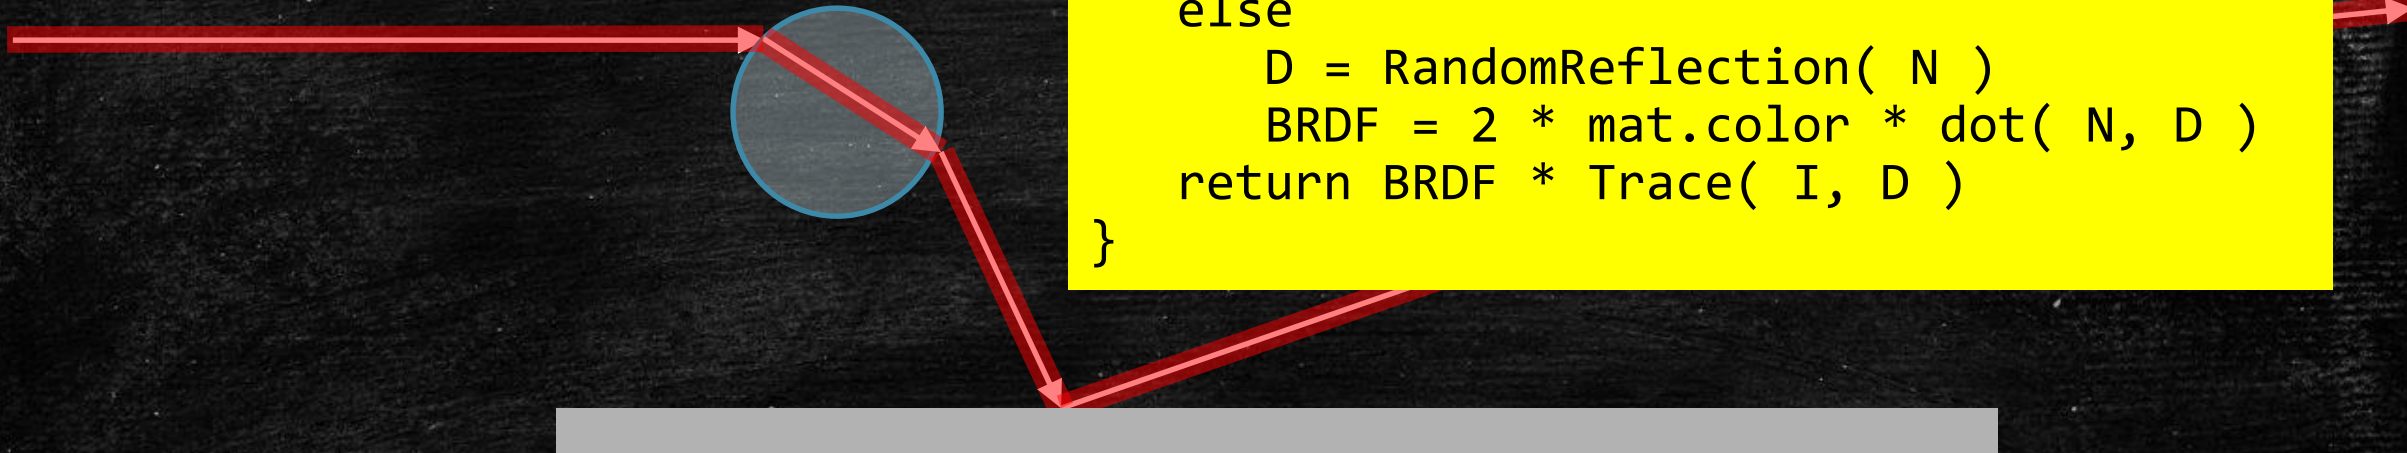 else
D = RandomReflection( N )
BRDF = 2 * mat.color * dot( N, D )
return BRDF * Trace( I, D )
}